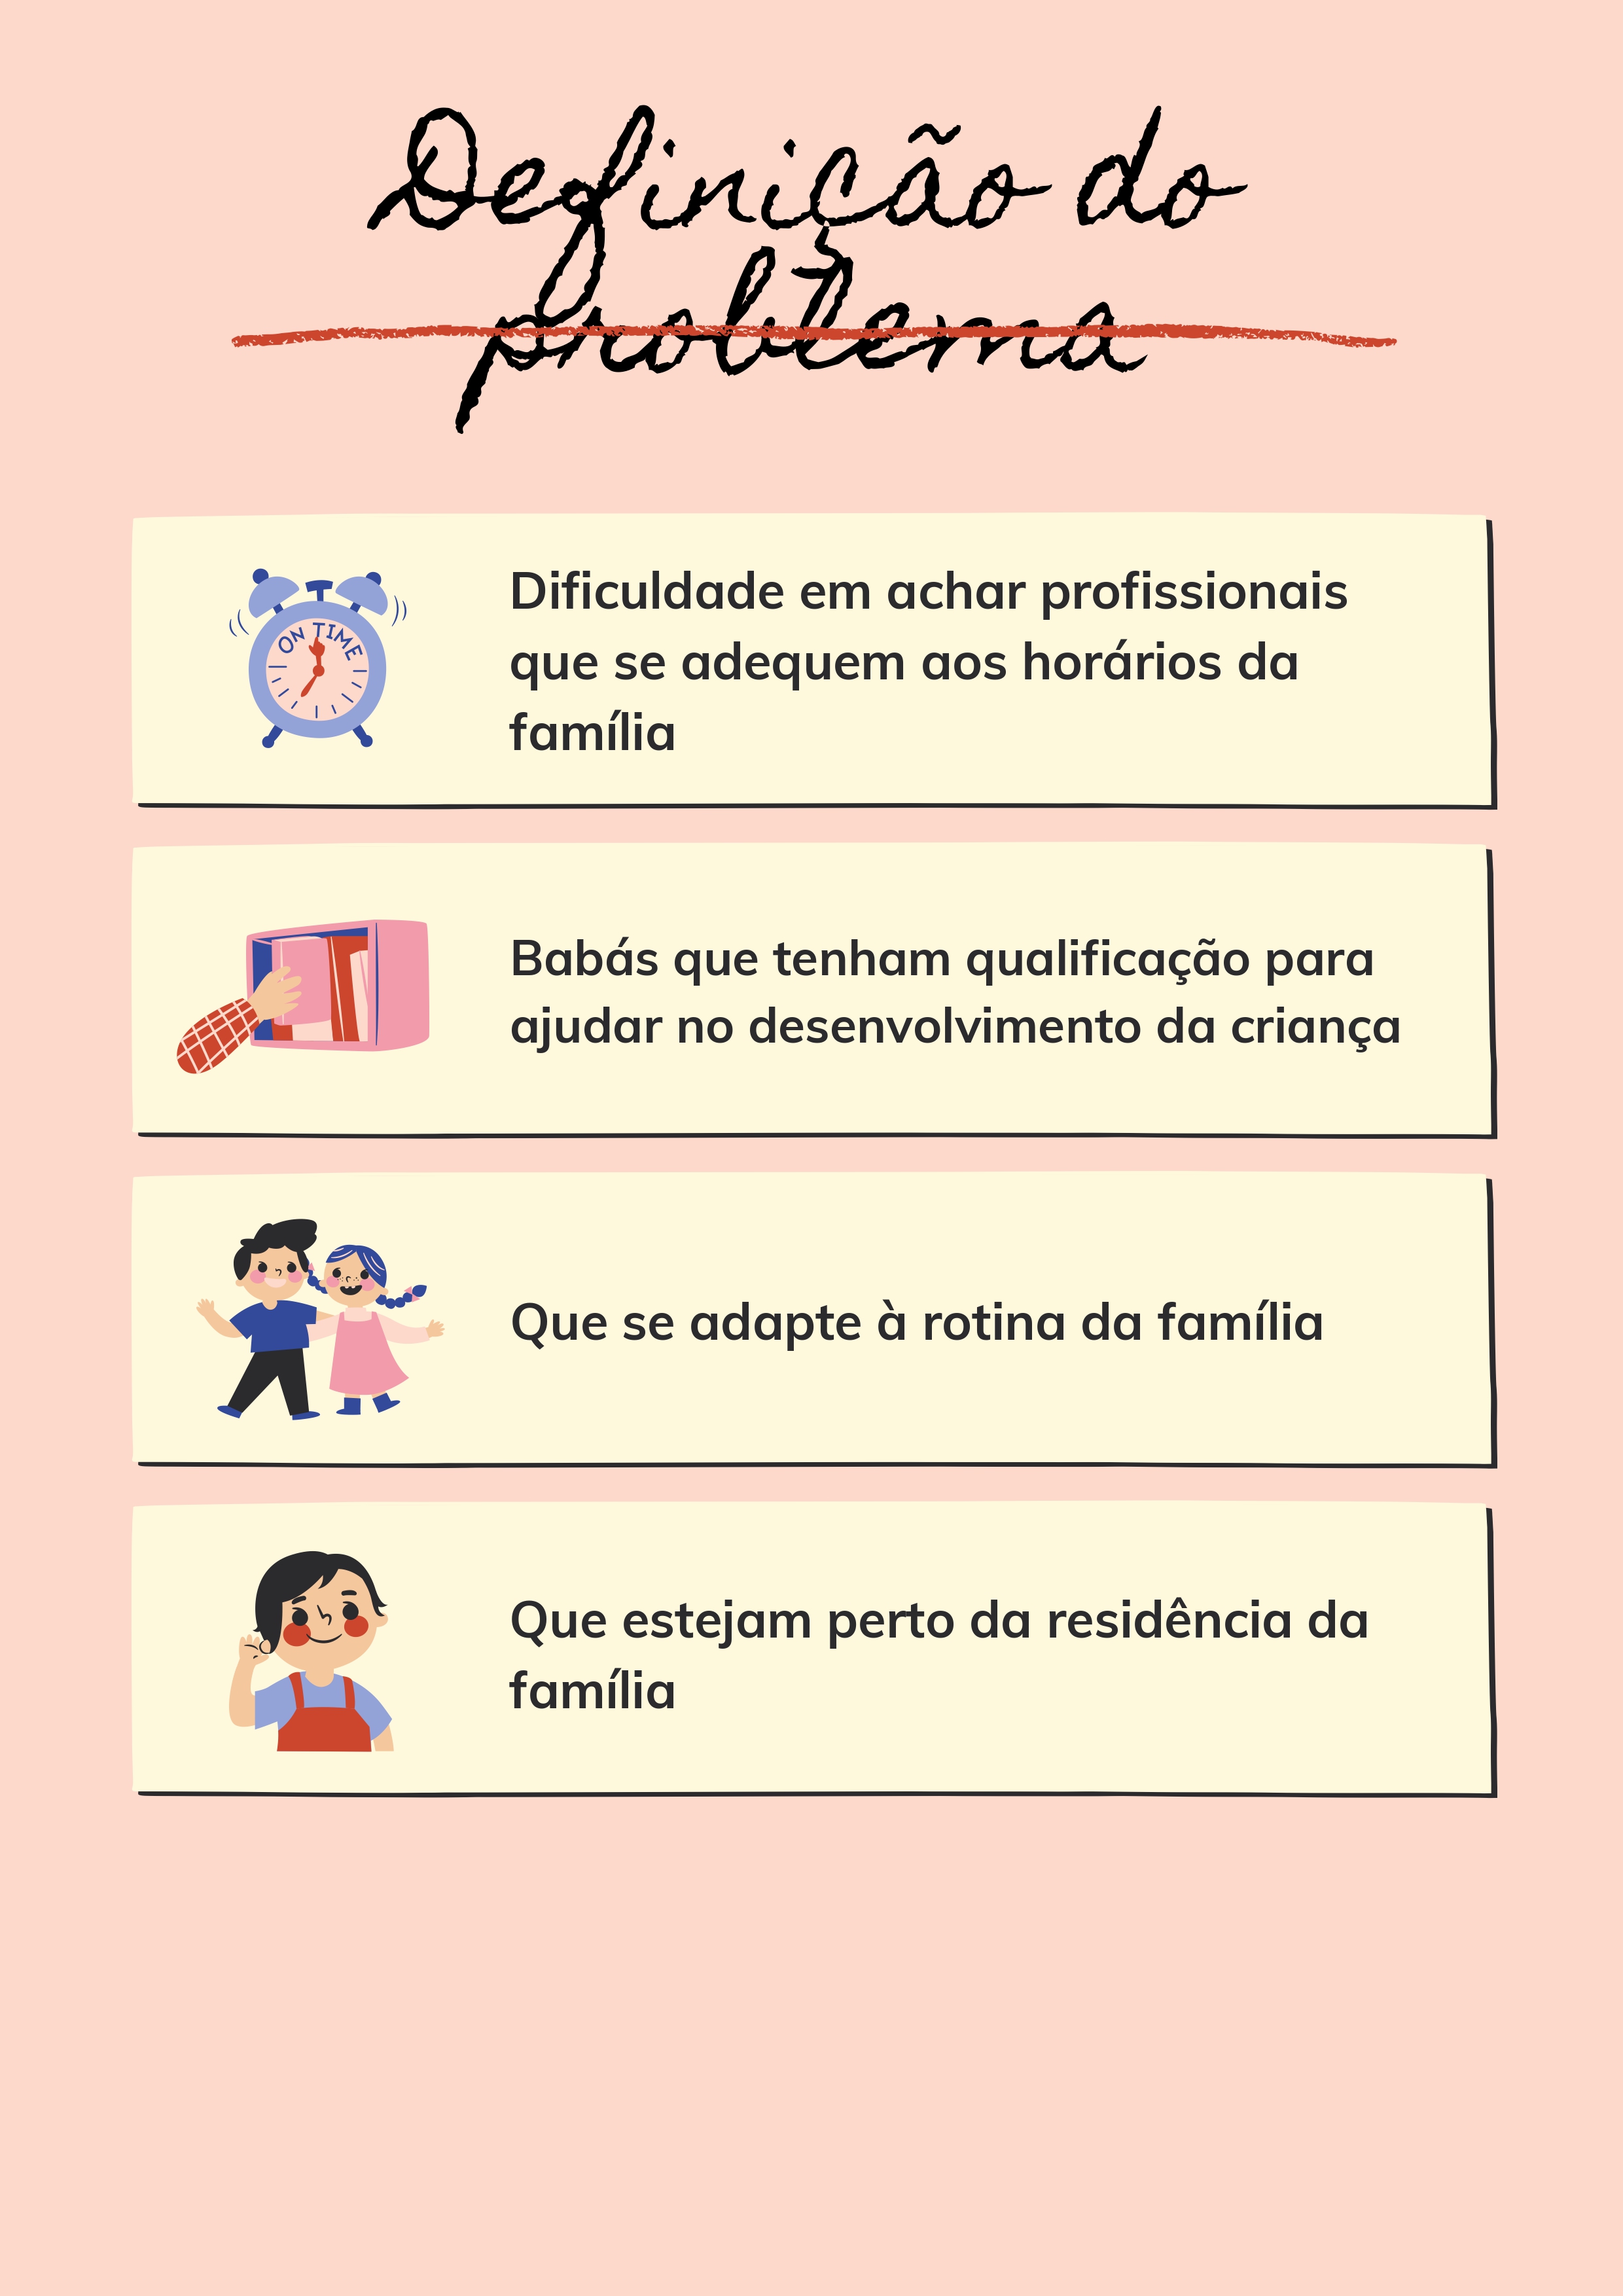 Definição do
problema
ON TIME
Dificuldade em achar profissionais
que se adequem aos horários da
família
Babás que tenham qualificação para
ajudar no desenvolvimento da criança
Que se adapte à rotina da família
Que estejam perto da residência da
família